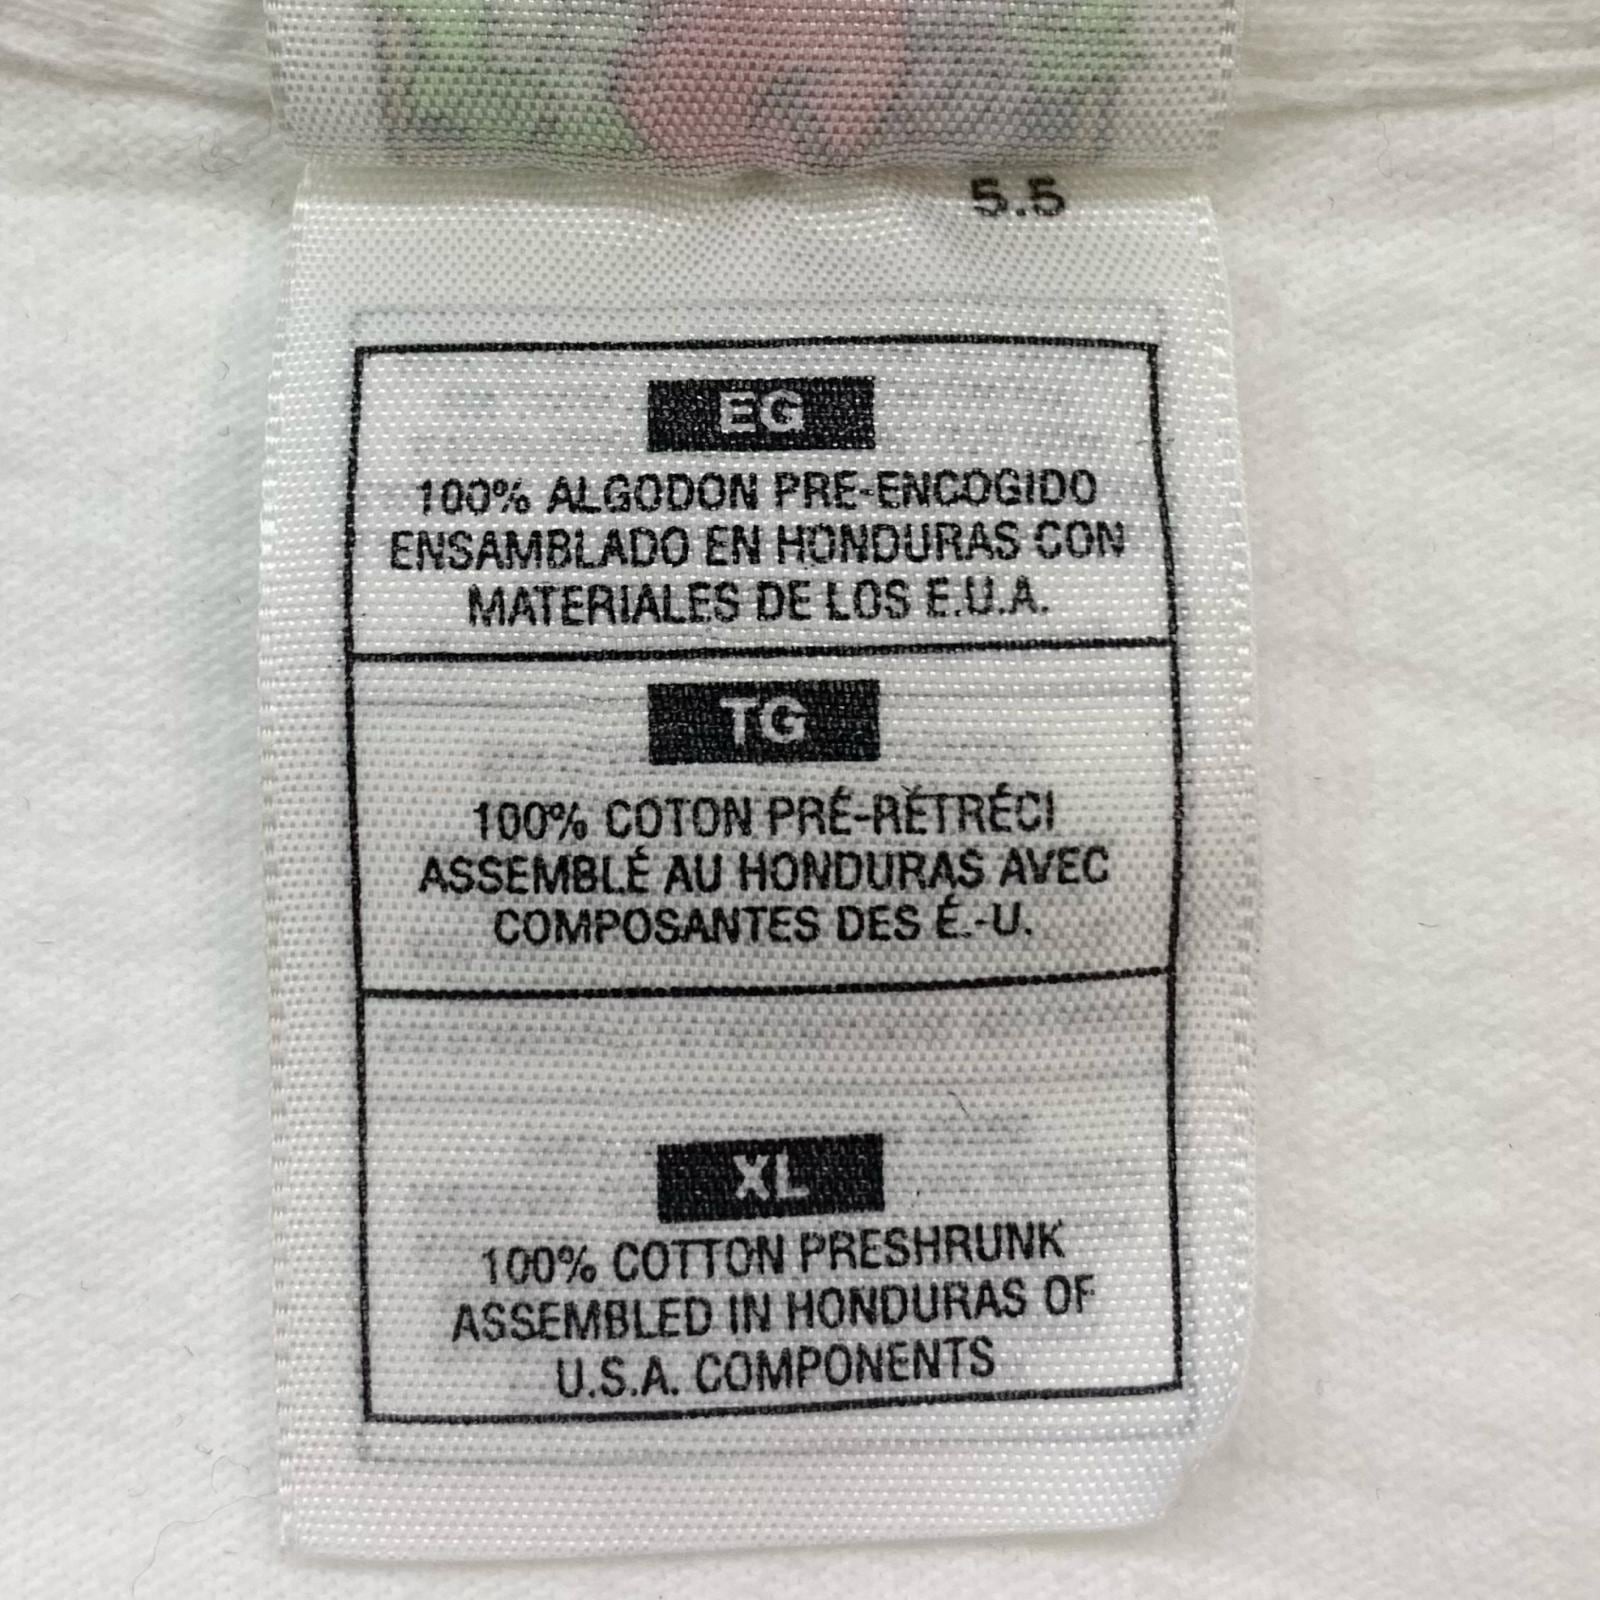 5.5
EG
100% ALGODON PRE-ENCOGIDO
ENSAMBLADO EN HONDURAS CON
MATERIALES DE LOS E.U.A.
TG
100% COTON PRÉ-RÉTRÉCI
ASSEMBLÉ AU HONDURAS AVEC
COMPOSANTES DES É.-U.
XL
100% COTTON PRESHRUNK
ASSEMBLED IN HONDURAS OF
U.S.A. COMPONENTS